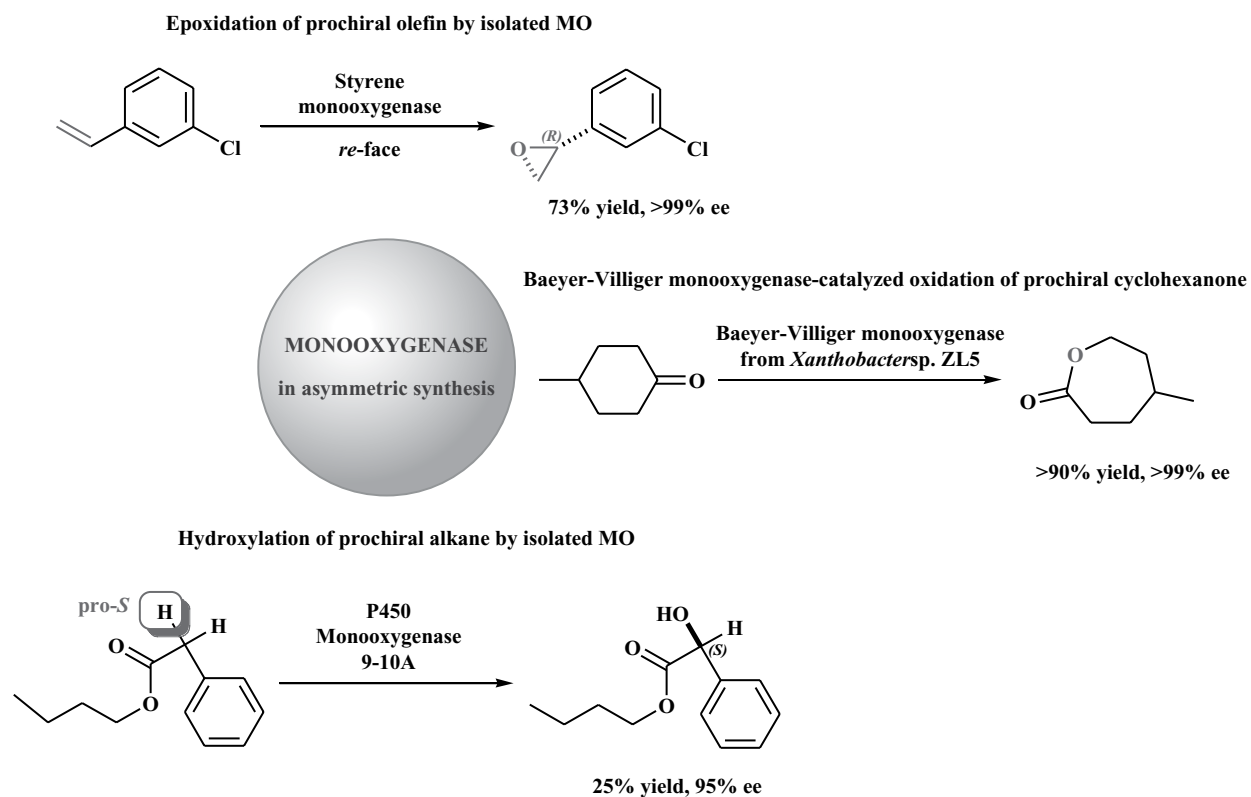 Epoxidation of prochiral olefin by isolated MO
Styrene
monooxygenase
re-face
Cl
O
(R)
Cl
73% yield, >99% ee
Baeyer-Villiger monooxygenase-catalyzed oxidation of prochiral cyclohexanone
MONOOXYGENASE
in asymmetric synthesis
O
Baeyer-Villiger monooxygenase
from Xanthobactersp. ZL5
O
O
>90% yield, >99% ee
Hydroxylation of prochiral alkane by isolated MO
pro-S
H
H
O
O
P450
Monooxygenase
9-10A
HO
H
(S)
O
O
25% yield, 95% ee